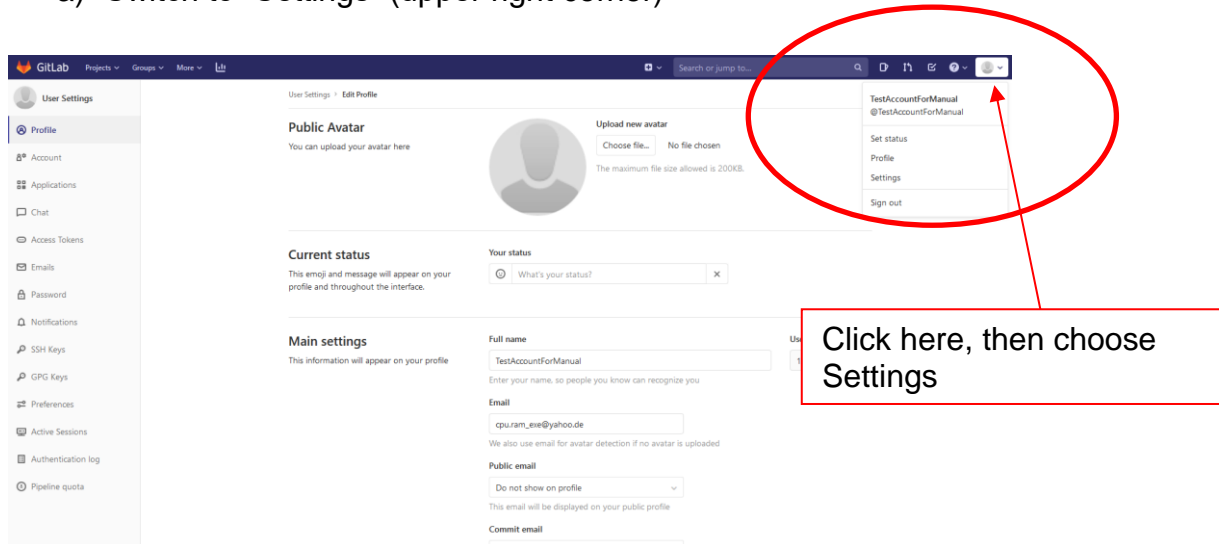 a) Switch to "Settings" (upper right corner)
GitLab Projects Groups More Search or jump to...
User Settings
Profile
Account
Applications
Chat
Access Tokens
Emails
Password
Notifications
SSH Keys
GPG Keys
Preferences
Active Sessions
Authentication log
Pipeline quota
User Settings > Edit Profile
Public Avatar
You can upload your avatar here
Upload new avatar
Choose file... No file chosen
The maximum file size allowed is 200KB.
TestAccountForManual
@TestAccountForManual
Set status
Profile
Settings
Sign out
Current status
This emoji and message will appear on your
profile and throughout the interface.
Your status
What's your status?
Main settings
This information will appear on your profile
Full name
TestAccountForManual
Enter your name, so people you know can recognize you
Email
cpu.ram_exe@yahoo.de
We also use email for avatar detection if no avatar is uploaded
Public email
Do not show on profile
This email will be displayed on your public profile
Commit email
Click here, then choose
Settings